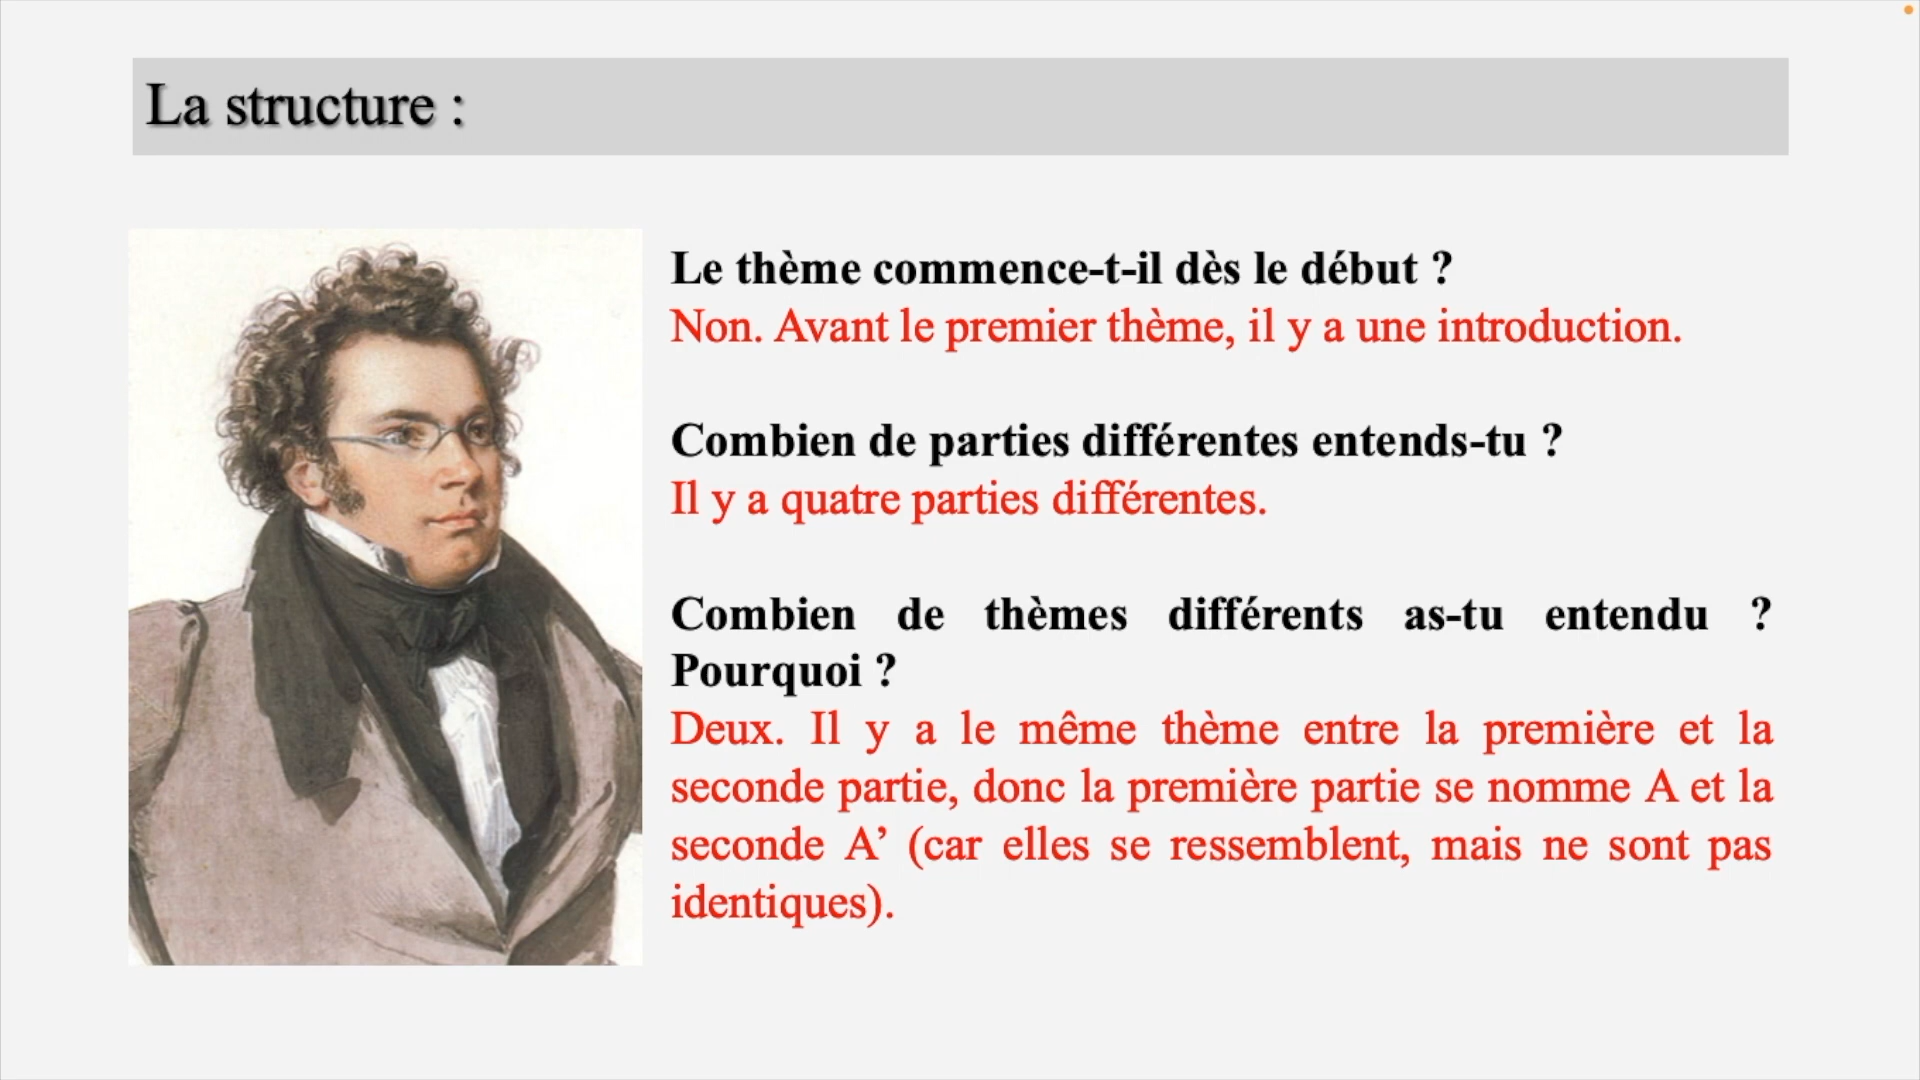 La structure :
Le thème commence-t-il dès le début ?
Non. Avant le premier thème, il y a une introduction.
Combien de parties différentes entends-tu ?
Il y a quatre parties différentes.
Combien de thèmes différents as-tu entendu ?
Pourquoi ?
Deux. Il y a le même thème entre la première et la
seconde partie, donc la première partie se nomme A et la
seconde A’ (car elles se ressemblent, mais ne sont pas
identiques).